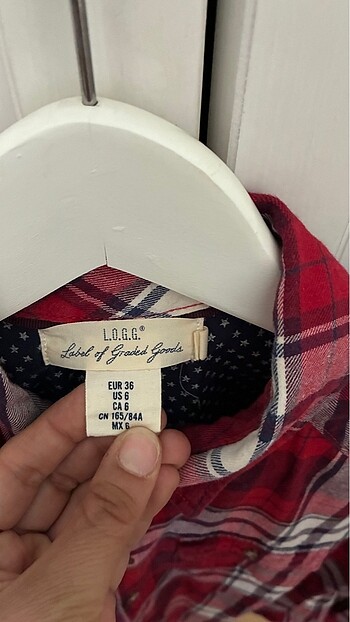 L.O.G.G.®
Label of Graded Goods
EUR 36
US 6
CA 6
CN 165/84A
MX 6